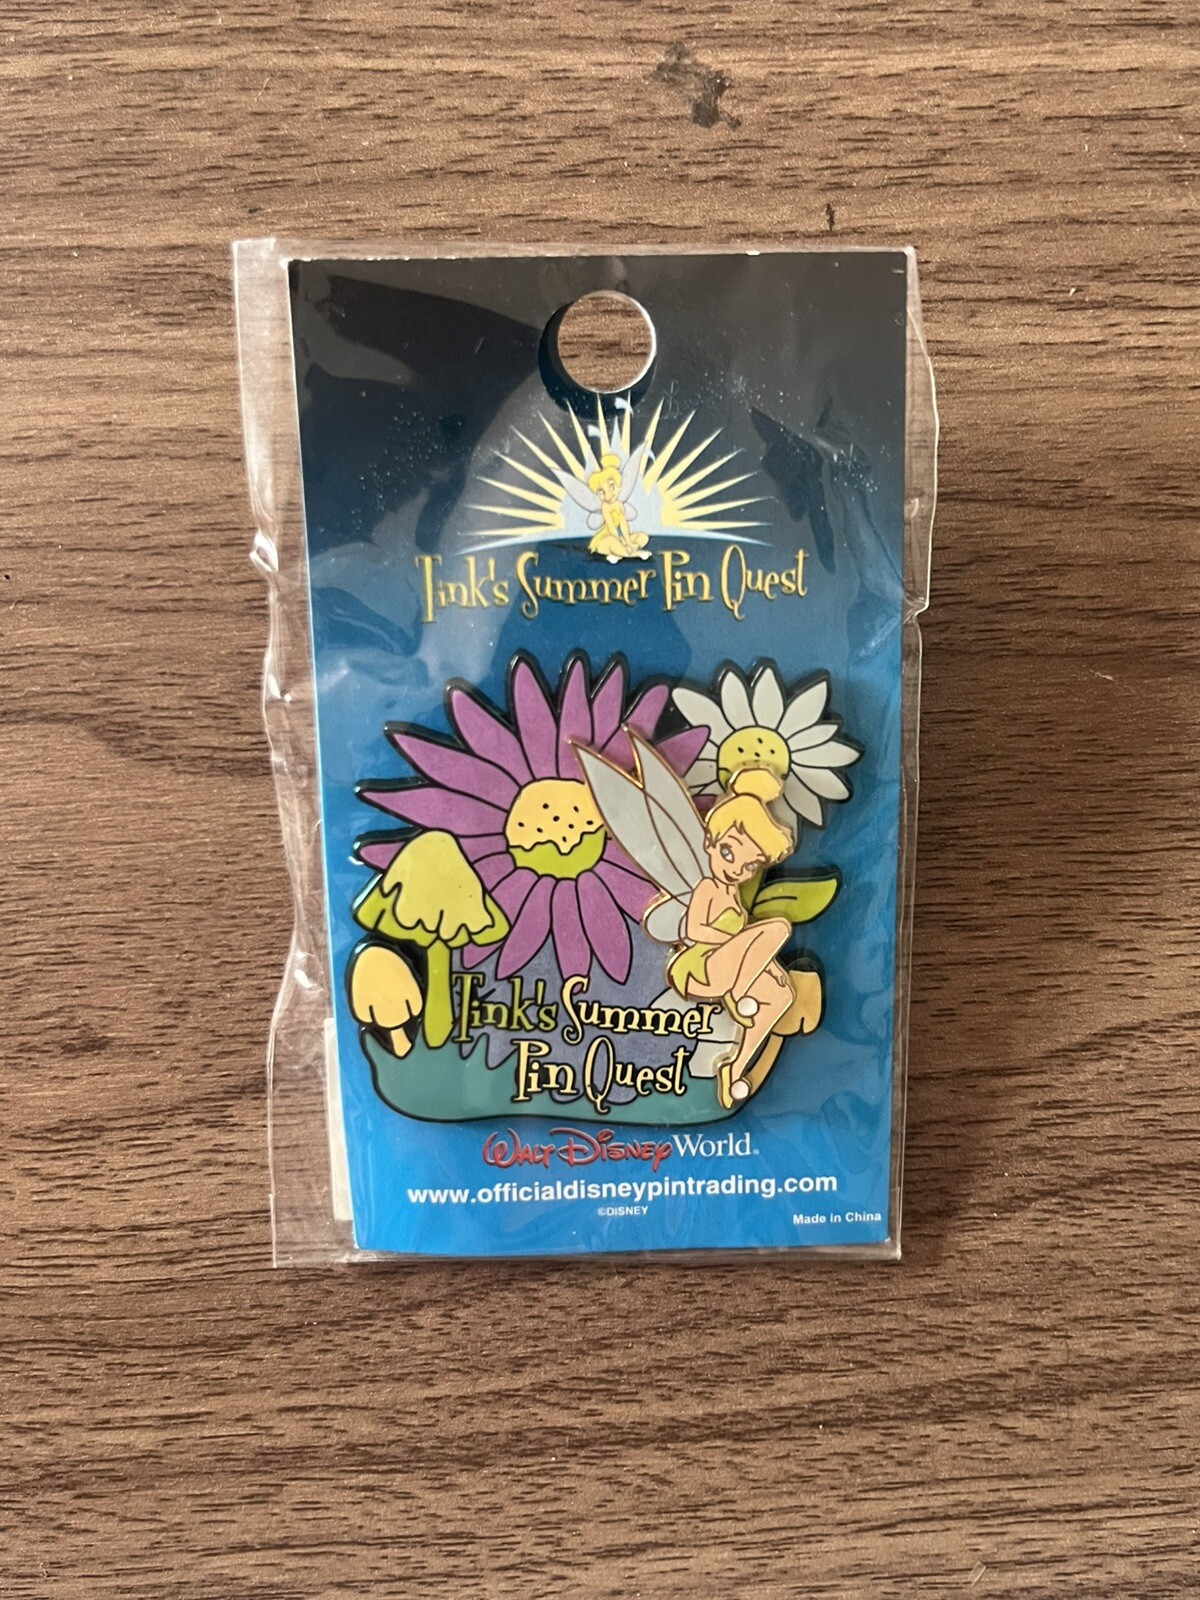 Tink's Summer Pin Quest
Tink's Summer
Pin Quest
Walt Disney World®
www.officialdisneypintrading.com
©DISNEY
Made in China